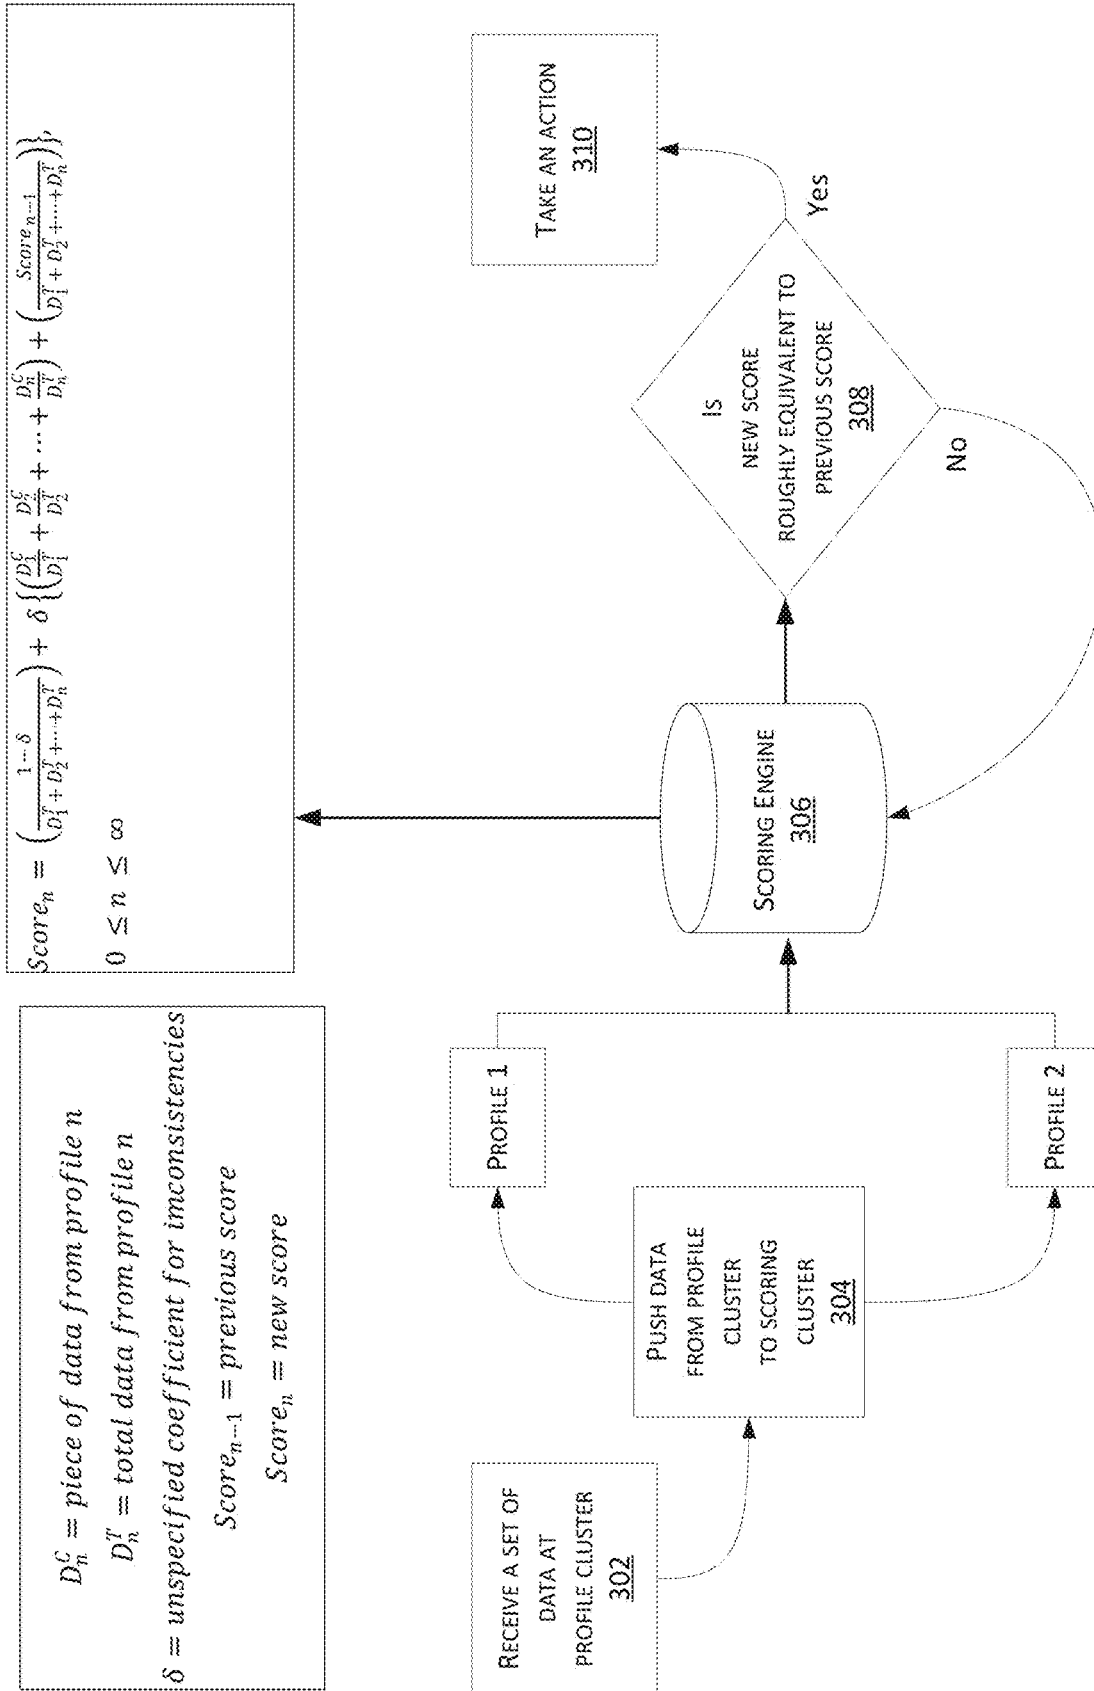 D_n^C = piece of data from profile n
D_n^T = total data from profile n
δ = unspecified coefficient for imconsistencies
Score_{n−1} = previous score
Score_n = new score
Score_n = ((1−δ)/(D_1^T + D_2^T + ⋯ + D_n^T)) + δ{(D_1^C/D_1^T + D_2^C/D_2^T + ⋯ + D_n^C/D_n^T) + (Score_{n−1}/(D_1^T + D_2^T + ⋯ + D_n^T))},
0 ≤ n ≤ ∞
RECEIVE A SET OF
DATA AT
PROFILE CLUSTER
302
PUSH DATA
FROM PROFILE
CLUSTER
TO SCORING
CLUSTER
304
PROFILE 1
PROFILE 2
SCORING ENGINE
306
IS
NEW SCORE
ROUGHLY EQUIVALENT TO
PREVIOUS SCORE
308
Yes
No
TAKE AN ACTION
310